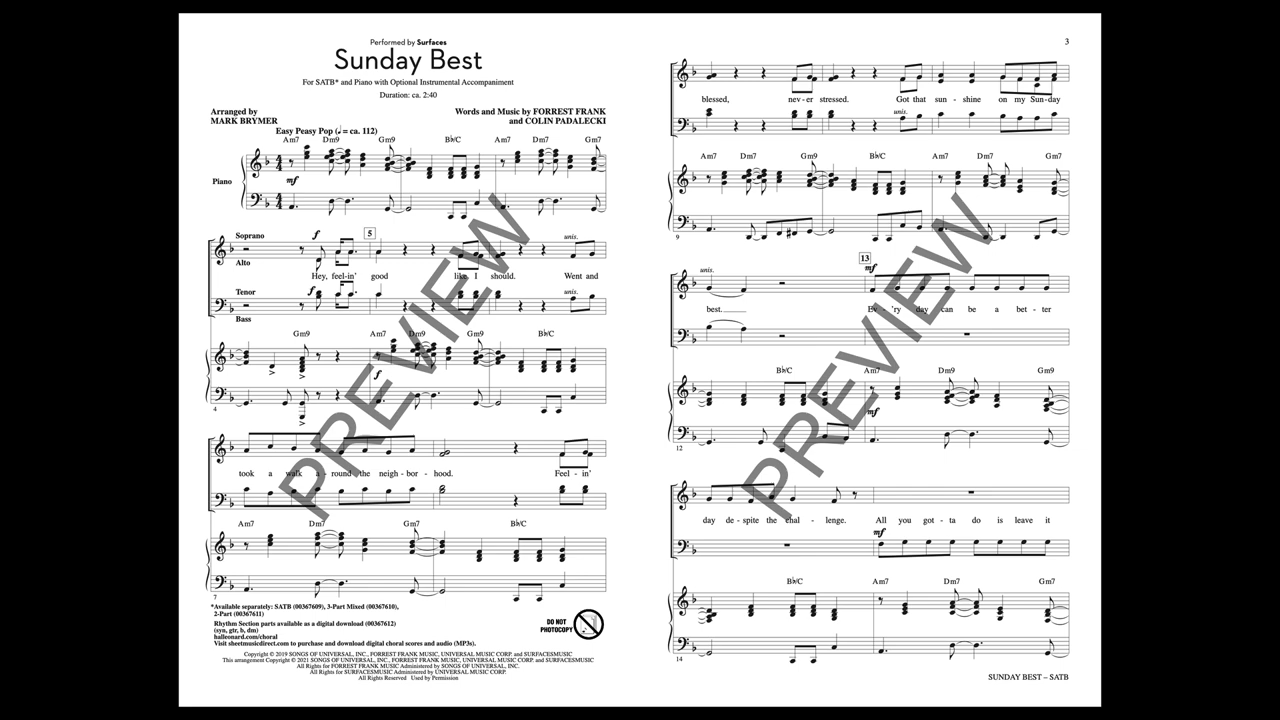 Performed by Surfaces
Sunday Best
For SATB* and Piano with Optional Instrumental Accompaniment
Duration: ca. 2:40
Arranged by
MARK BRYMER
Words and Music by FORREST FRANK
and COLIN PADALECKI
Easy Peasy Pop (♩ = ca. 112)
Am7 Dm9 Gm9 B♭/C Am7 Dm7 Gm7
Piano
mf
Soprano
f
5
unis.
Alto
Hey, feel-in' good like I should. Went and
Tenor
f
unis.
Bass
Gm9 Am7 Dm9 Gm9 B♭/C
f
4
took a walk a-round the neigh-bor-hood. Feel-in'
Am7 Dm7 Gm7 B♭/C
7
*Available separately: SATB (00367609), 3-Part Mixed (00367610),
2-Part (00367611)
Rhythm Section parts available as a digital download (00367612)
(syn, gtr, b, dm)
halleonard.com/choral
Visit sheetmusicdirect.com to purchase and download digital choral scores and audio (MP3s).
DO NOT
PHOTOCOPY
Copyright © 2019 SONGS OF UNIVERSAL, INC., FORREST FRANK MUSIC, UNIVERSAL MUSIC CORP. and SURFACESMUSIC
This arrangement Copyright © 2021 SONGS OF UNIVERSAL, INC., FORREST FRANK MUSIC, UNIVERSAL MUSIC CORP. and SURFACESMUSIC
All Rights for FORREST FRANK MUSIC Administered by SONGS OF UNIVERSAL, INC.
All Rights for SURFACESMUSIC Administered by UNIVERSAL MUSIC CORP.
All Rights Reserved Used by Permission
PREVIEW
3
blessed, nev-er stressed. Got that sun-shine on my Sun-day
unis.
Am7 Dm7 Gm9 B♭/C Am7 Dm7 Gm7
9
unis.
13
mf
best. Ev-'ry day can be a bet-ter
B♭/C Am7 Dm9 Gm9
mf
12
day de-spite the chal-lenge. All you got-ta do is leave it
mf
B♭/C Am7 Dm7 Gm7
14
SUNDAY BEST – SATB
PREVIEW